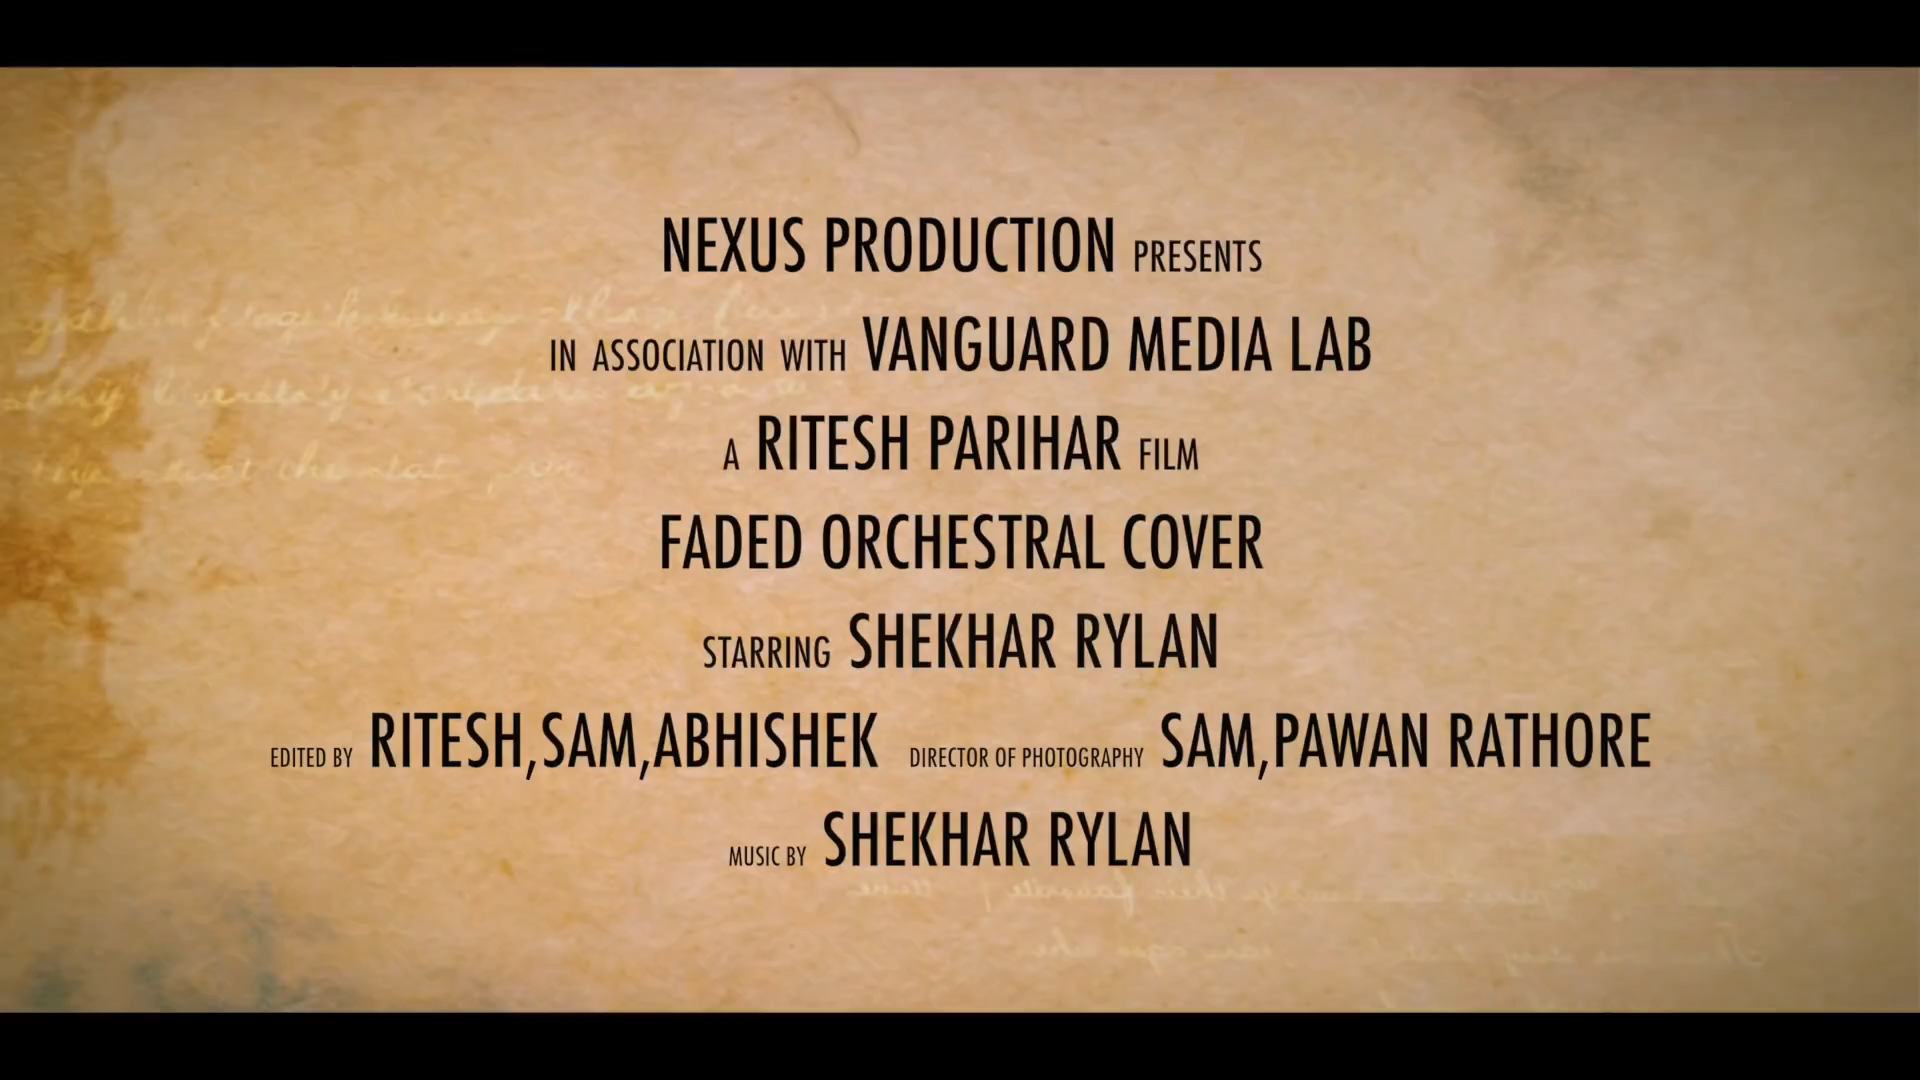 NEXUS PRODUCTION PRESENTS
IN ASSOCIATION WITH VANGUARD MEDIA LAB
A RITESH PARIHAR FILM
FADED ORCHESTRAL COVER
STARRING SHEKHAR RYLAN
EDITED BY RITESH,SAM,ABHISHEK DIRECTOR OF PHOTOGRAPHY SAM,PAWAN RATHORE
MUSIC BY SHEKHAR RYLAN